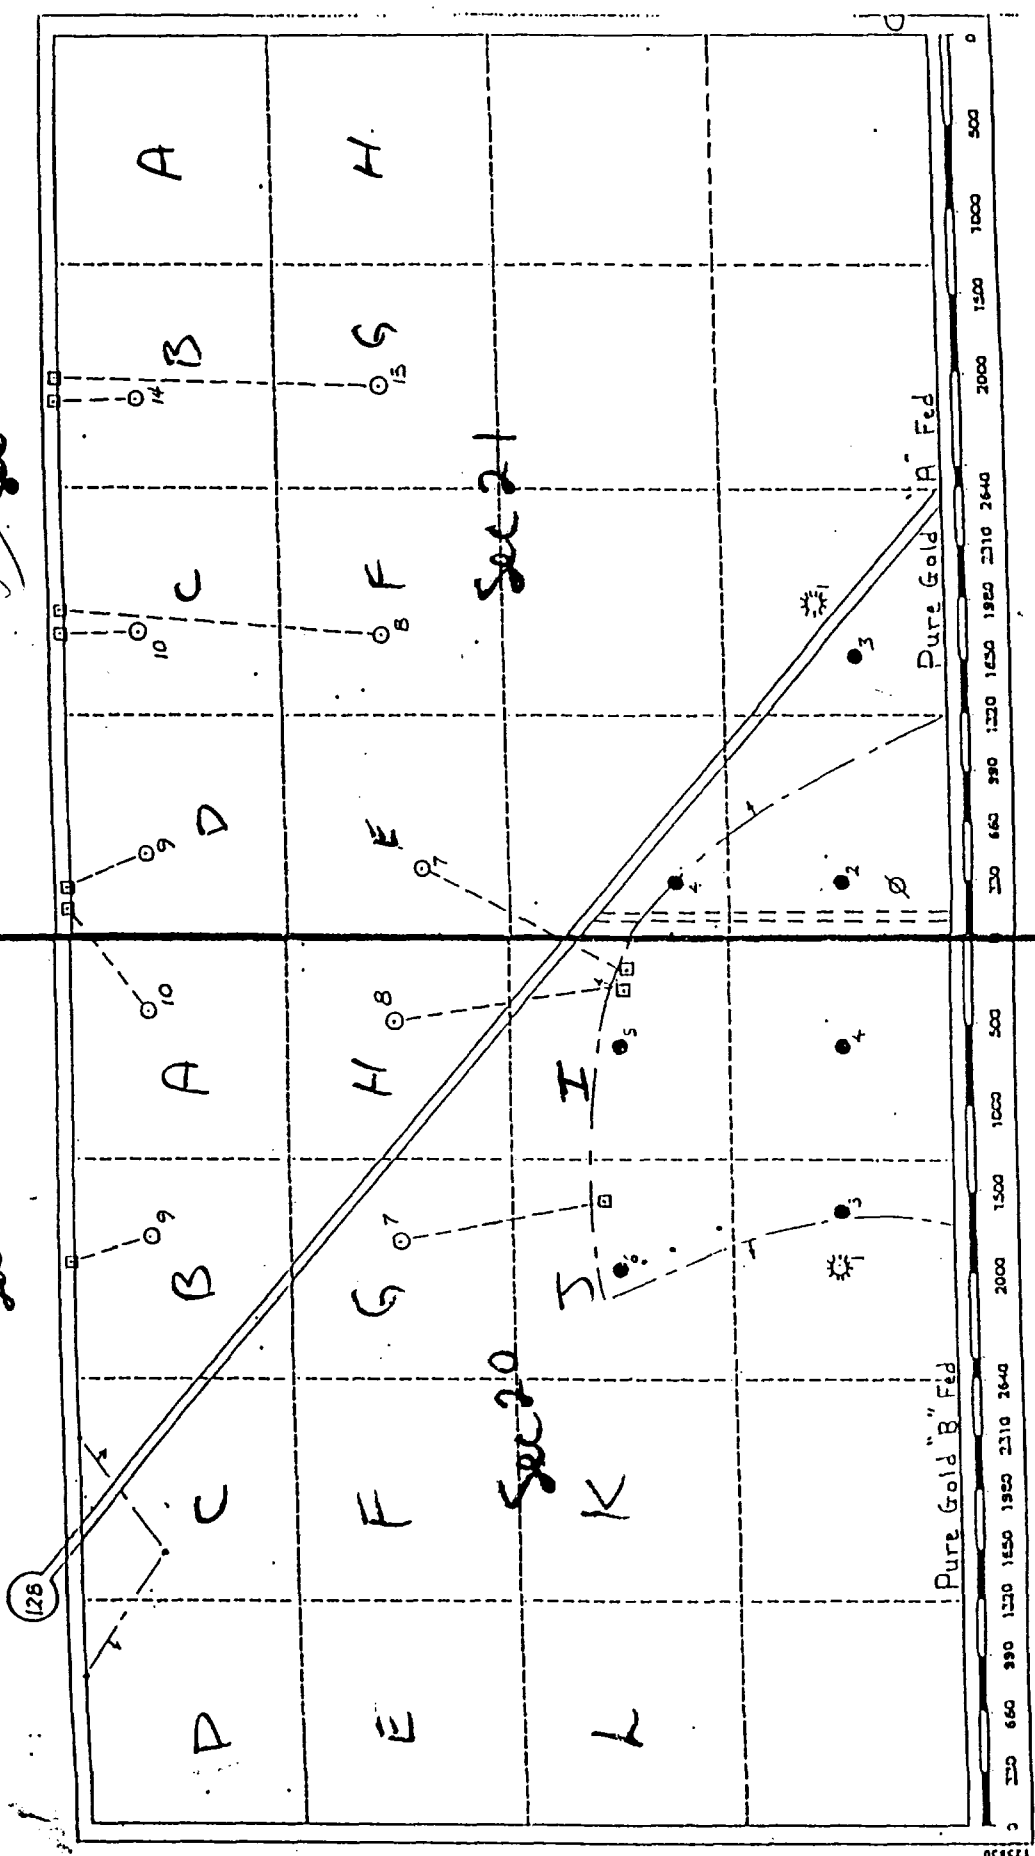 128
D
C
B
A
D
C
B
A
9
10
9
10
14
E
F
G
H
E
F
G
H
7
8
7
8
15
Sec 20
Sec 21
L
K
J
I
6
5
4
1
3
4
2
3
1
Pure Gold "B" Fed
Pure Gold "A" Fed
0 330 660 990 1320 1650 1980 2310 2640 2000 1500 1000 500 0 330 660 990 1320 1650 1980 2310 2640 2000 1500 1000 500 0